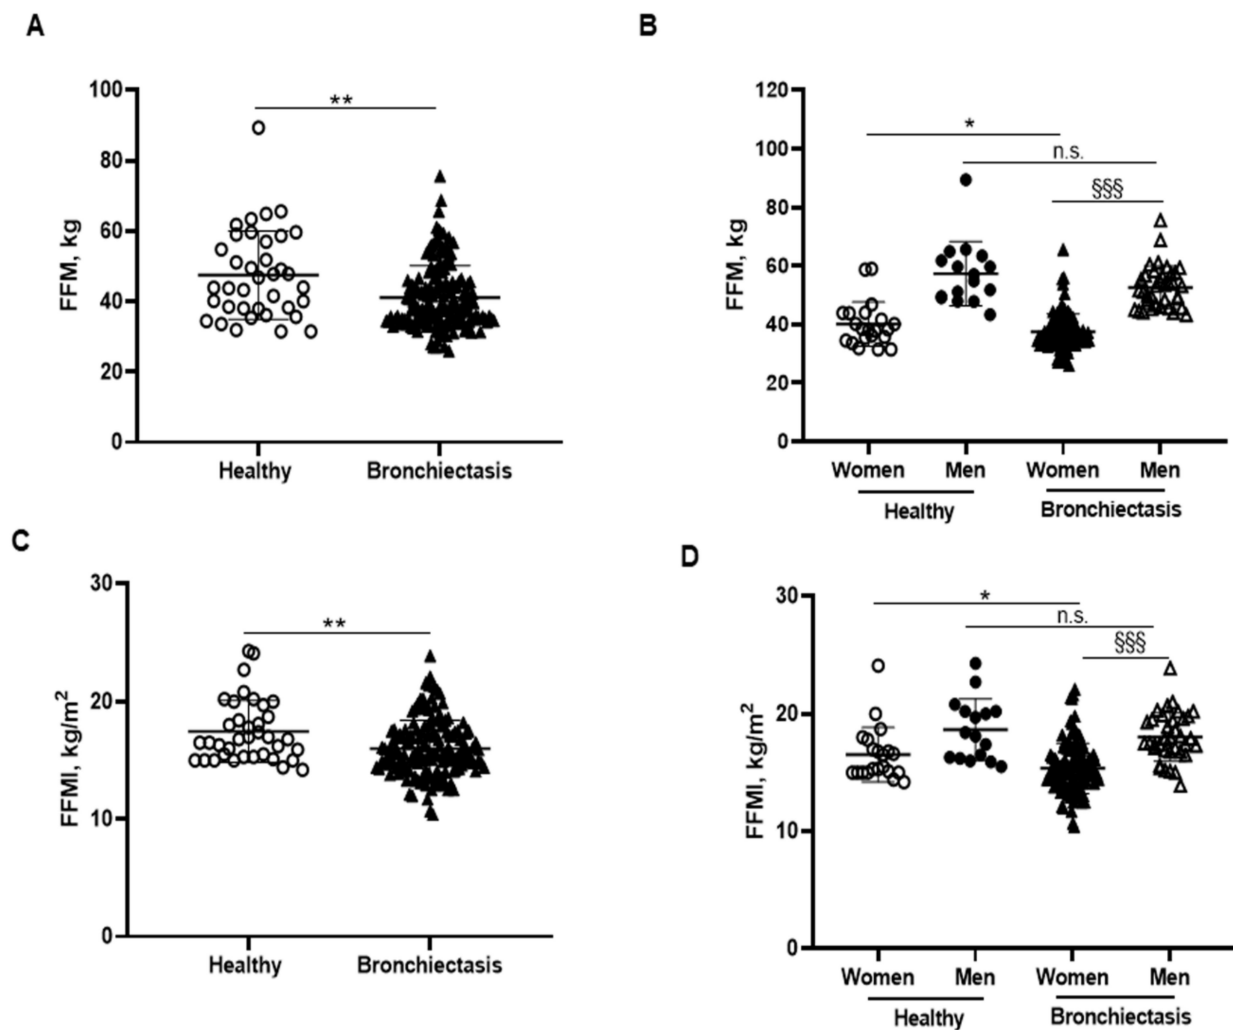 A
100
80
60
40
20
0
FFM, kg
**
Healthy
Bronchiectasis
B
120
100
80
60
40
20
0
FFM, kg
*
n.s.
§§§
Women
Men
Women
Men
Healthy
Bronchiectasis
C
30
20
10
0
FFMI, kg/m²
**
Healthy
Bronchiectasis
D
30
20
10
0
FFMI, kg/m²
*
n.s.
§§§
Women
Men
Women
Men
Healthy
Bronchiectasis